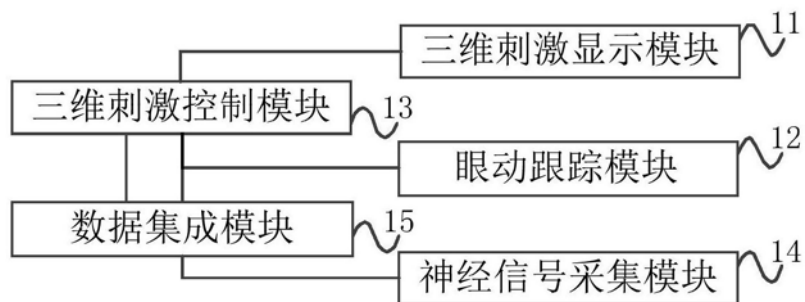 三维刺激显示模块 11
三维刺激控制模块 13
眼动跟踪模块 12
数据集成模块 15
神经信号采集模块 14